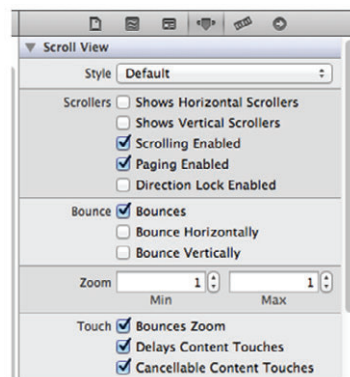 Scroll View
Style Default
Scrollers Shows Horizontal Scrollers
Shows Vertical Scrollers
Scrolling Enabled
Paging Enabled
Direction Lock Enabled
Bounce Bounces
Bounce Horizontally
Bounce Vertically
Zoom 1 1
Min Max
Touch Bounces Zoom
Delays Content Touches
Cancellable Content Touches